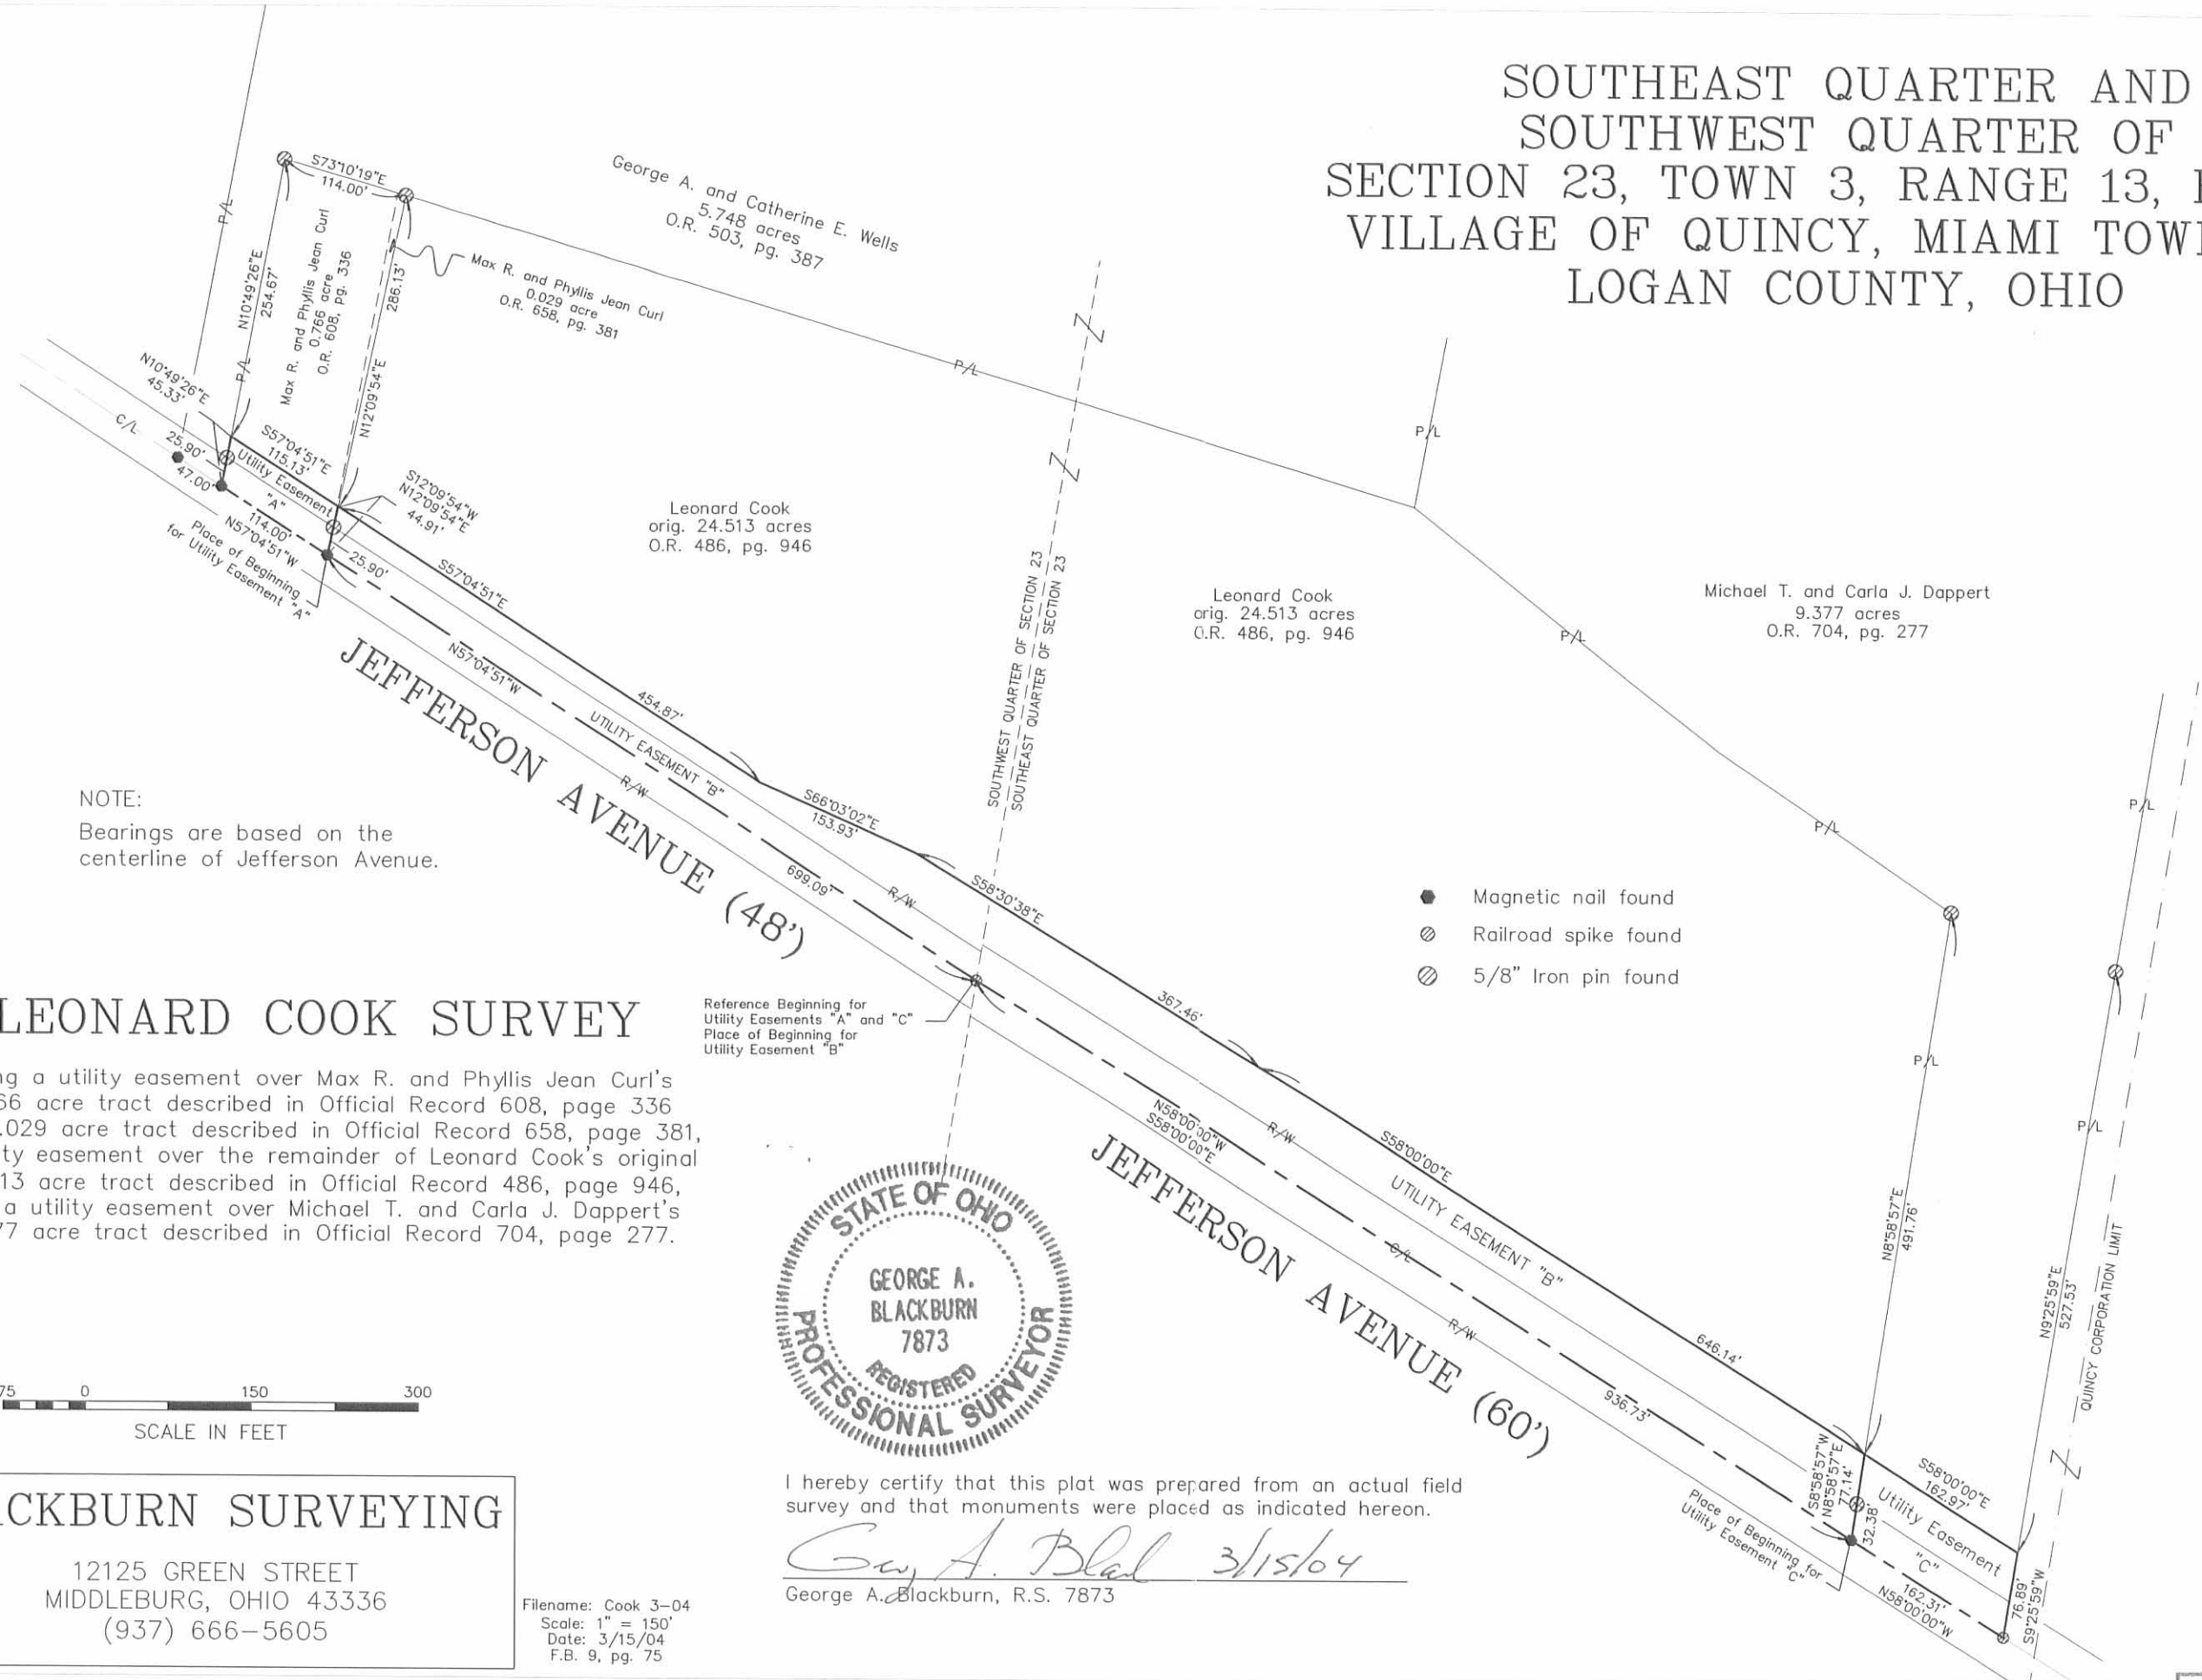 SOUTHEAST QUARTER AND
SOUTHWEST QUARTER OF
SECTION 23, TOWN 3, RANGE 13,
VILLAGE OF QUINCY, MIAMI
LOGAN COUNTY, OHIO
S73°10'19"E
114.00'
George A. and Catherine E. Wells
5.748 acres
O.R. 503, pg. 387
P/L
N10°49'26"E
254.67'
P/L
Max R. and Phyllis Jean Curl
0.766 acre
O.R. 608, pg. 336
286.13'
N12°09'54"E
Max R. and Phyllis Jean Curl
0.029 acre
O.R. 658, pg. 381
P/L
P/L
N10°49'26"E
45.33'
C/L
25.90'
47.00'
S57°04'51"E
115.13'
Utility Easement
"A"
114.00'
N57°04'51"W
Place of Beginning
for Utility Easement "A"
S12°09'54"W
N12°09'54"E
44.91'
25.90'
S57°04'51"E
454.87'
N57°04'51"W
UTILITY EASEMENT "B"
R/W
JEFFERSON AVENUE (48')
Leonard Cook
orig. 24.513 acres
O.R. 486, pg. 946
SOUTHWEST QUARTER OF SECTION 23
SOUTHEAST QUARTER OF SECTION 23
Leonard Cook
orig. 24.513 acres
O.R. 486, pg. 946
P/L
Michael T. and Carla J. Dappert
9.377 acres
O.R. 704, pg. 277
P/L
P/L
NOTE:
Bearings are based on the
centerline of Jefferson Avenue.
S66°03'02"E
153.93'
699.09'
R/W
S58°30'38"E
367.46'
Magnetic nail found
Railroad spike found
5/8" Iron pin found
LEONARD COOK SURVEY
Reference Beginning for
Utility Easements "A" and "C"
Place of Beginning for
Utility Easement "B"
a utility easement over Max R. and Phyllis Jean Curl's
acre tract described in Official Record 608, page 336
.029 acre tract described in Official Record 658, page 381,
easement over the remainder of Leonard Cook's original
acre tract described in Official Record 486, page 946,
a utility easement over Michael T. and Carla J. Dappert's
acre tract described in Official Record 704, page 277.
N58°00'00"W
S58°00'00"E
R/W
S58°00'00"E
UTILITY EASEMENT "B"
C/L
R/W
646.14'
936.73'
JEFFERSON AVENUE (60')
P/L
N8°58'57"E
491.76'
P/L
N9°25'59"E
527.53'
QUINCY CORPORATION LIMIT
STATE OF OHIO
GEORGE A.
BLACKBURN
7873
REGISTERED
PROFESSIONAL SURVEYOR
75 0 150 300
SCALE IN FEET
S8°58'57"W
N8°58'57"E
77.14'
32.38'
S58°00'00"E
162.97'
Utility Easement
"C"
162.31'
N58°00'00"W
76.89'
S9°25'59"W
Place of Beginning for
Utility Easement "C"
CKBURN SURVEYING
12125 GREEN STREET
MIDDLEBURG, OHIO 43336
(937) 666-5605
Filename: Cook 3-04
Scale: 1" = 150'
Date: 3/15/04
F.B. 9, pg. 75
I hereby certify that this plat was prepared from an actual field
survey and that monuments were placed as indicated hereon.
3/15/04
George A. Blackburn, R.S. 7873